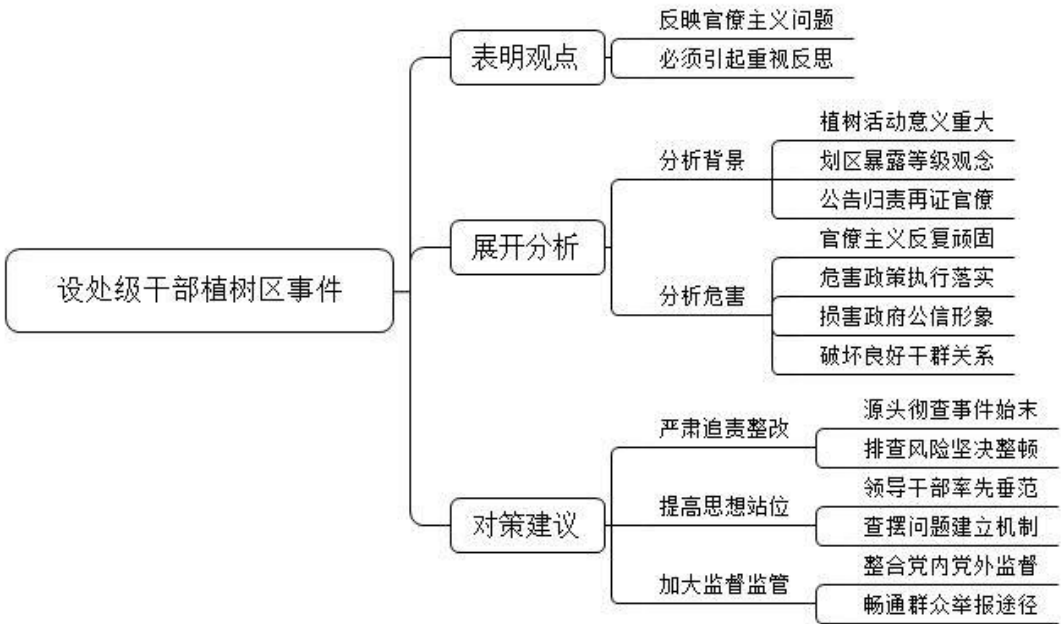 设处级干部植树区事件
表明观点
反映官僚主义问题
必须引起重视反思
展开分析
分析背景
植树活动意义重大
划区暴露等级观念
公告归责再证官僚
分析危害
官僚主义反复顽固
危害政策执行落实
损害政府公信形象
破坏良好干群关系
对策建议
严肃追责整改
源头彻查事件始末
排查风险坚决整顿
提高思想站位
领导干部率先垂范
查摆问题建立机制
加大监督监管
整合党内党外监督
畅通群众举报途径